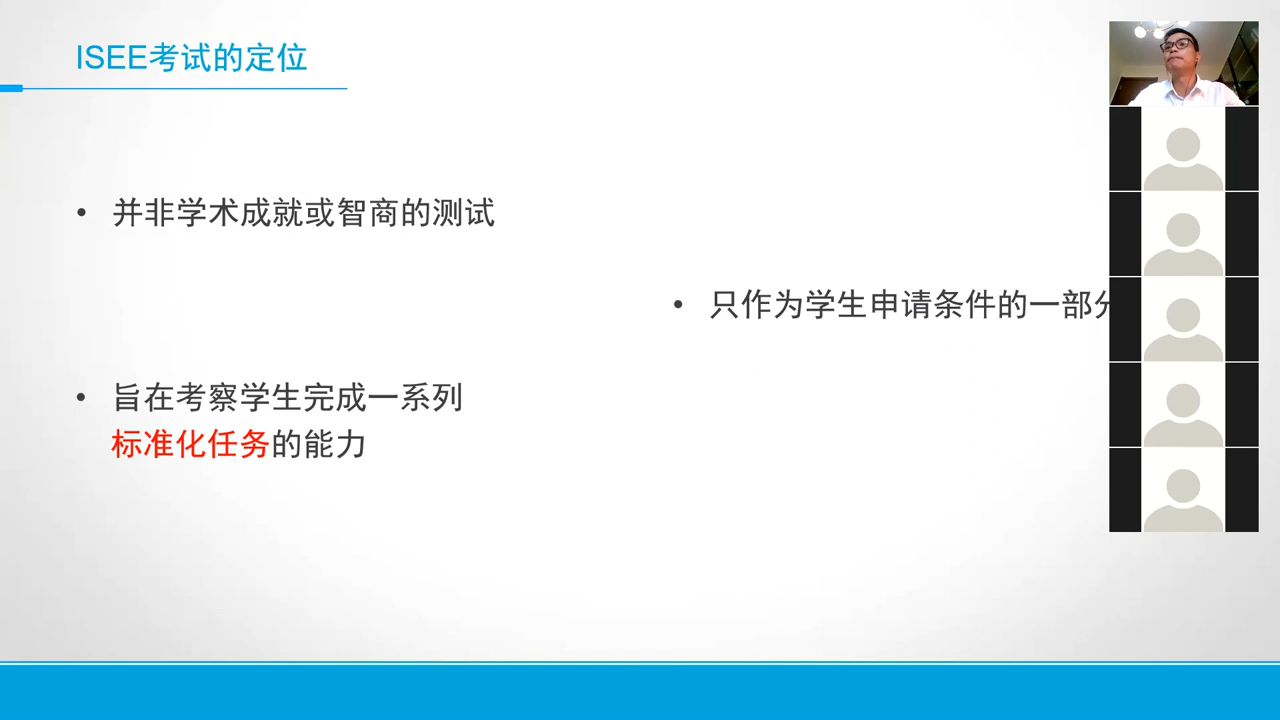 ISEE考试的定位
• 并非学术成就或智商的测试
• 只作为学生申请条件的一部分
• 旨在考察学生完成一系列
标准化任务的能力